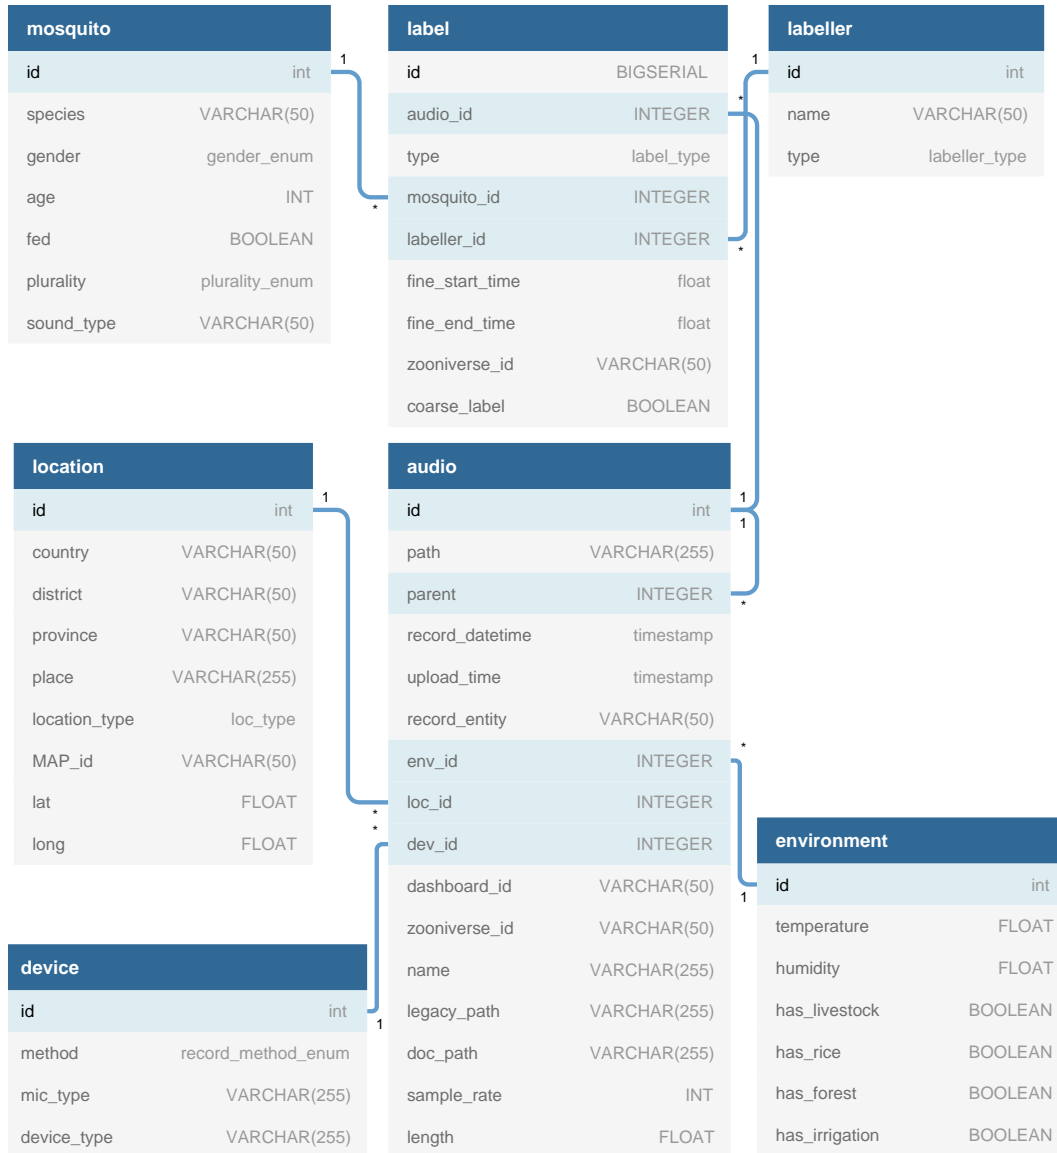 mosquito
id int
species VARCHAR(50)
gender gender_enum
age INT
fed BOOLEAN
plurality plurality_enum
sound_type VARCHAR(50)
1
*
label
id BIGSERIAL
audio_id INTEGER
type label_type
mosquito_id INTEGER
labeller_id INTEGER
fine_start_time float
fine_end_time float
zooniverse_id VARCHAR(50)
coarse_label BOOLEAN
*
*
labeller
1
id int
name VARCHAR(50)
type labeller_type
location
id int
country VARCHAR(50)
district VARCHAR(50)
province VARCHAR(50)
place VARCHAR(255)
location_type loc_type
MAP_id VARCHAR(50)
lat FLOAT
long FLOAT
1
*
*
audio
id int
path VARCHAR(255)
parent INTEGER
record_datetime timestamp
upload_time timestamp
record_entity VARCHAR(50)
env_id INTEGER
loc_id INTEGER
dev_id INTEGER
dashboard_id VARCHAR(50)
zooniverse_id VARCHAR(50)
name VARCHAR(255)
legacy_path VARCHAR(255)
doc_path VARCHAR(255)
sample_rate INT
length FLOAT
1
1
*
*
environment
1
id int
temperature FLOAT
humidity FLOAT
has_livestock BOOLEAN
has_rice BOOLEAN
has_forest BOOLEAN
has_irrigation BOOLEAN
device
id int
method record_method_enum
mic_type VARCHAR(255)
device_type VARCHAR(255)
1